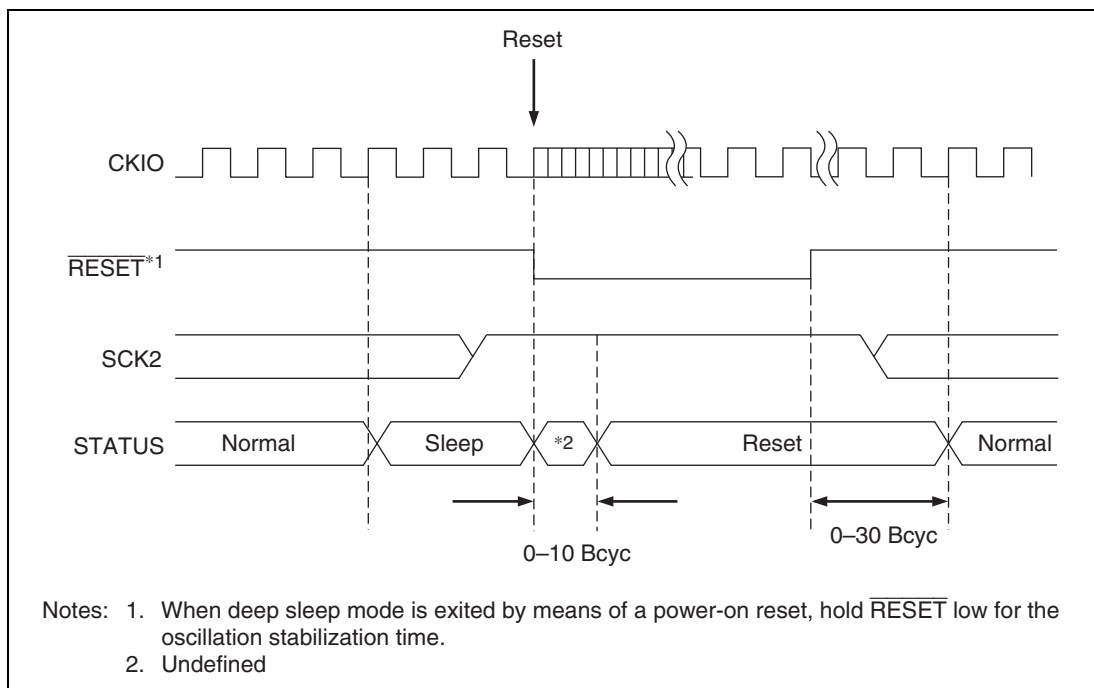 Reset
CKIO
RESET*1
SCK2
STATUS
Normal
Sleep
*2
Reset
Normal
0–10 Bcyc
0–30 Bcyc
Notes: 1. When deep sleep mode is exited by means of a power-on reset, hold RESET low for the
oscillation stabilization time.
2. Undefined